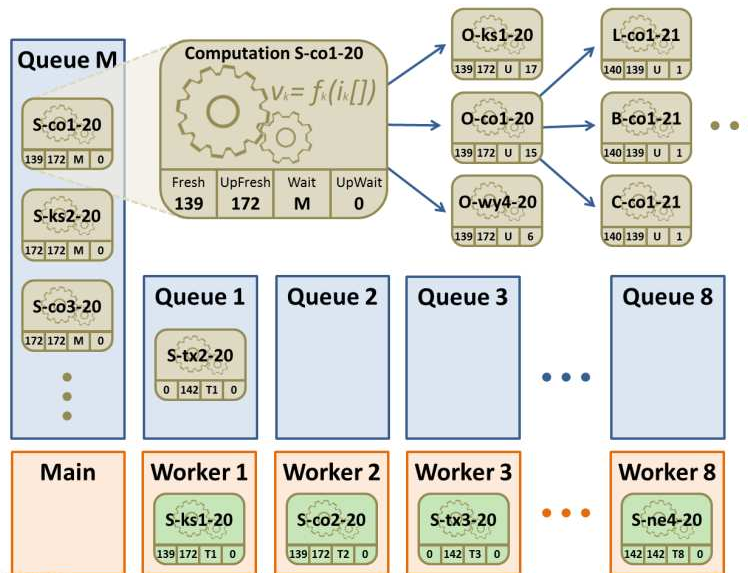 Queue M
S-co1-20
139 172 M 0
S-ks2-20
172 172 M 0
S-co3-20
172 172 M 0
Computation S-co1-20
vₖ= fₖ(iₖ[])
Fresh UpFresh Wait UpWait
139 172 M 0
O-ks1-20
139 172 U 17
O-co1-20
139 172 U 15
O-wy4-20
139 172 U 6
L-co1-21
140 139 U 1
B-co1-21
140 139 U 1
C-co1-21
140 139 U 1
Queue 1
S-tx2-20
0 142 T1 0
Queue 2
Queue 3
Queue 8
Main
Worker 1
S-ks1-20
139 172 T1 0
Worker 2
S-co2-20
139 172 T2 0
Worker 3
S-tx3-20
0 142 T3 0
Worker 8
S-ne4-20
142 142 T8 0